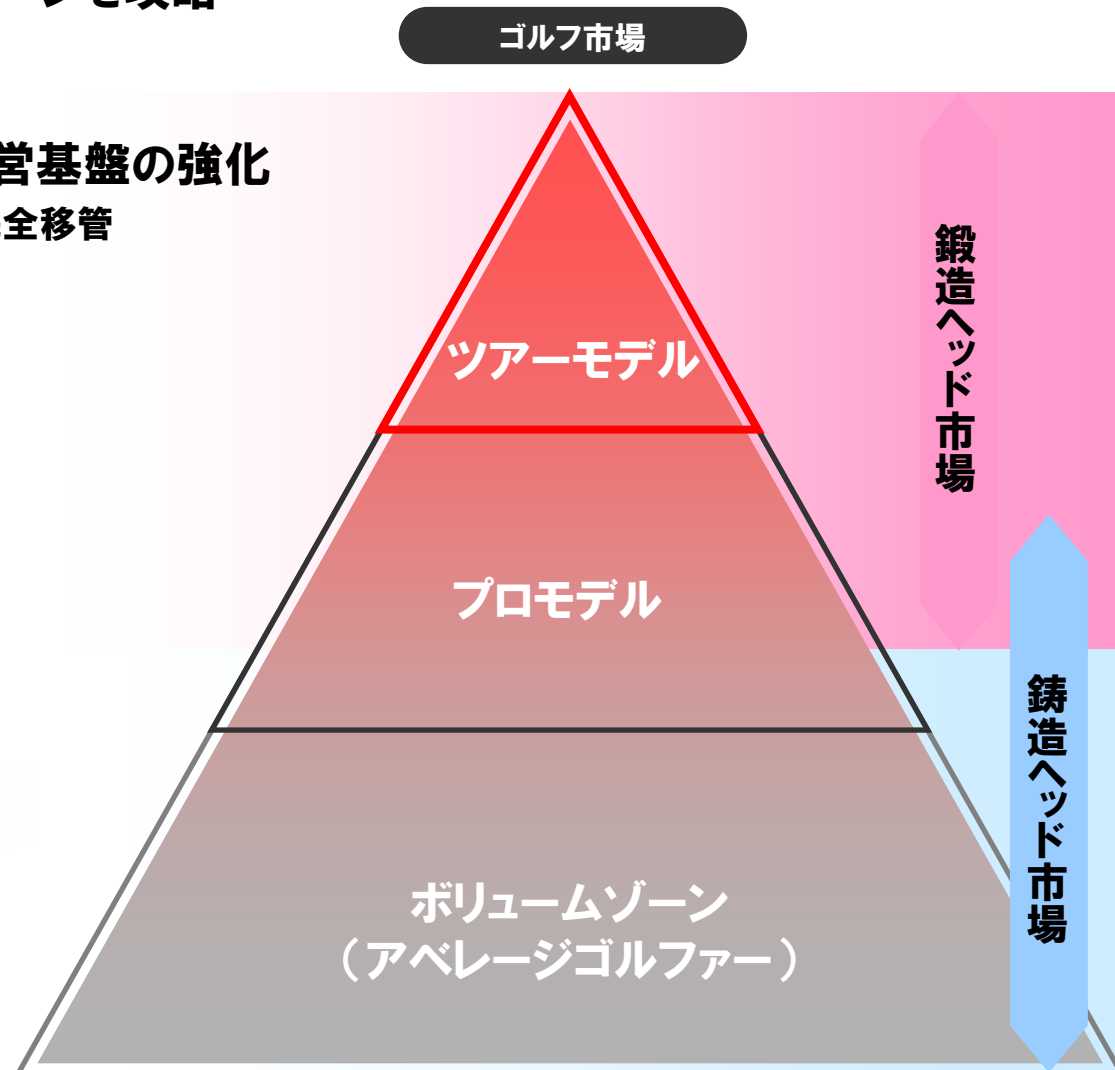 ゴルフ市場
営基盤の強化
全移管
ツアーモデル
プロモデル
ボリュームゾーン
（アベレージゴルファー）
鍛造ヘッド市場
鋳造ヘッド市場